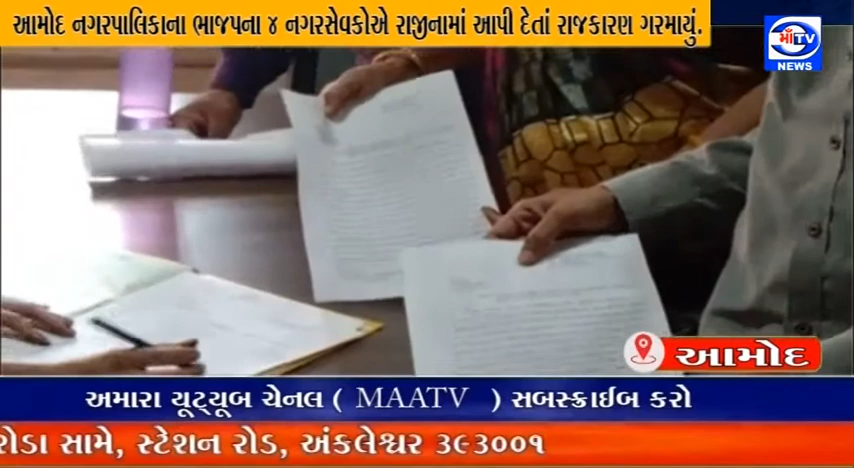 આમોદ નગરપાલિકાના ભાજપના ૪ નગરસેવકોએ રાજીનામાં આપી દેતાં રાજકારણ ગરમાયું.
માઁ TV
NEWS
આમોદ
અમારા યૂટ્યૂબ ચેનલ ( MAATV ) સબસ્ક્રાઈબ કરો
સામે, સ્ટેશન રોડ, અંકલેશ્વર ૩૯૩૦૦૧